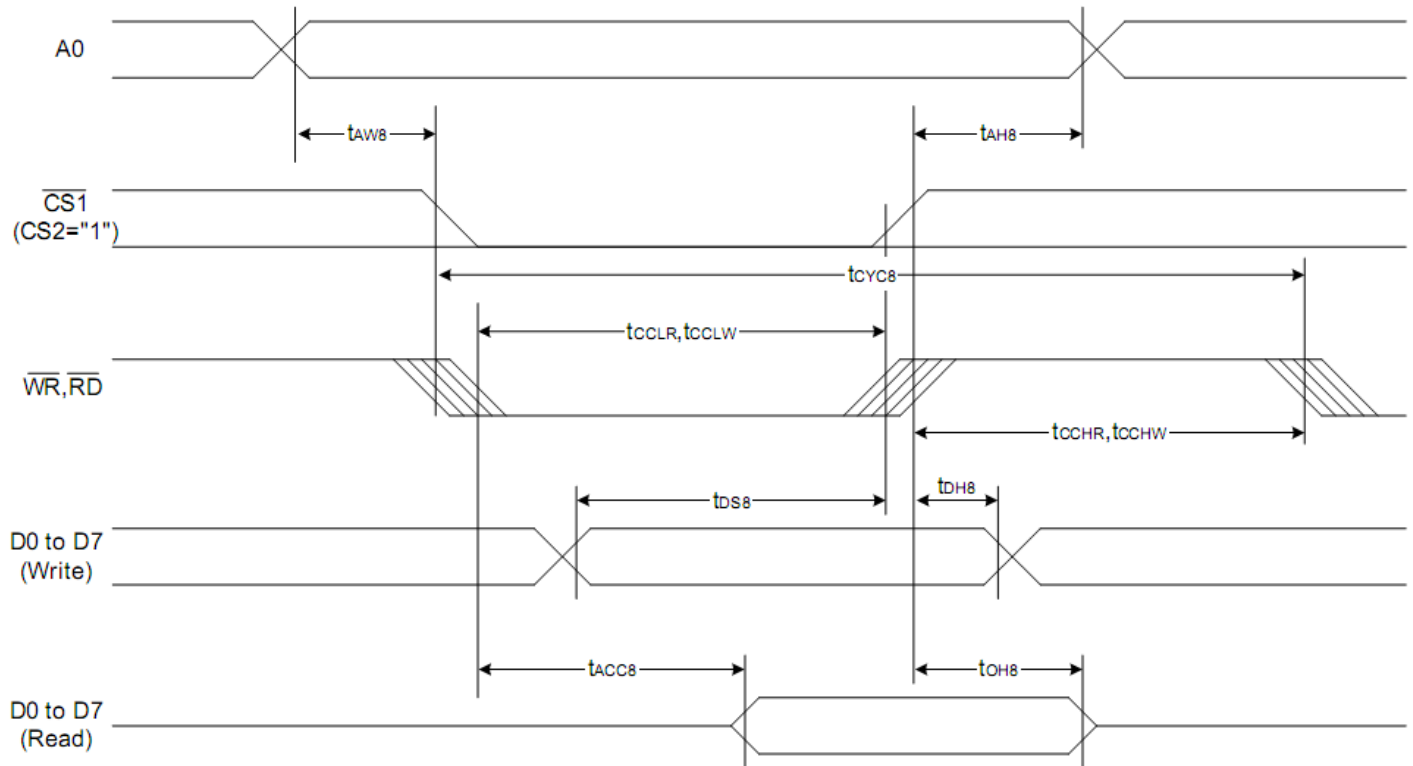 A0
tAW8
tAH8
CS1
(CS2="1")
tCYC8
tCCLR,tCCLW
WR,RD
tCCHR,tCCHW
tDS8
tDH8
D0 to D7
(Write)
tACC8
tOH8
D0 to D7
(Read)